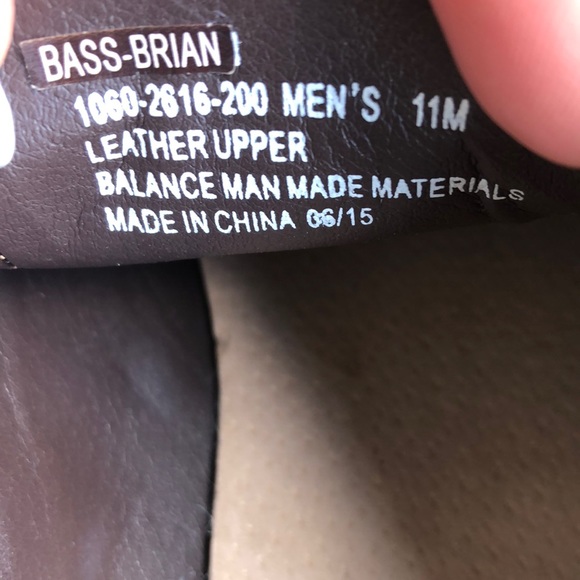 BASS-BRIAN
1060-2616-200 MEN'S 11M
LEATHER UPPER
BALANCE MAN MADE MATERIALS
MADE IN CHINA 06/15